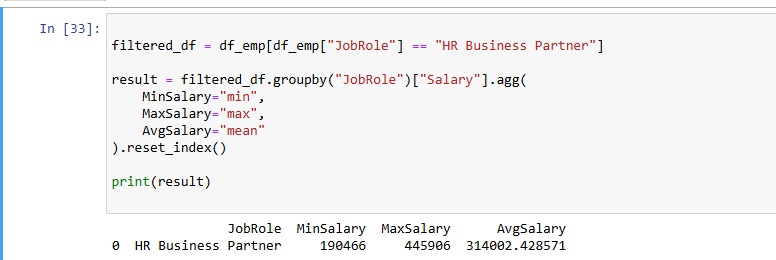 In [33]:
filtered_df = df_emp[df_emp["JobRole"] == "HR Business Partner"]
result = filtered_df.groupby("JobRole")["Salary"].agg(
    MinSalary="min",
    MaxSalary="max",
    AvgSalary="mean"
).reset_index()
print(result)
               JobRole  MinSalary  MaxSalary      AvgSalary
0  HR Business Partner     190466     445906  314002.428571